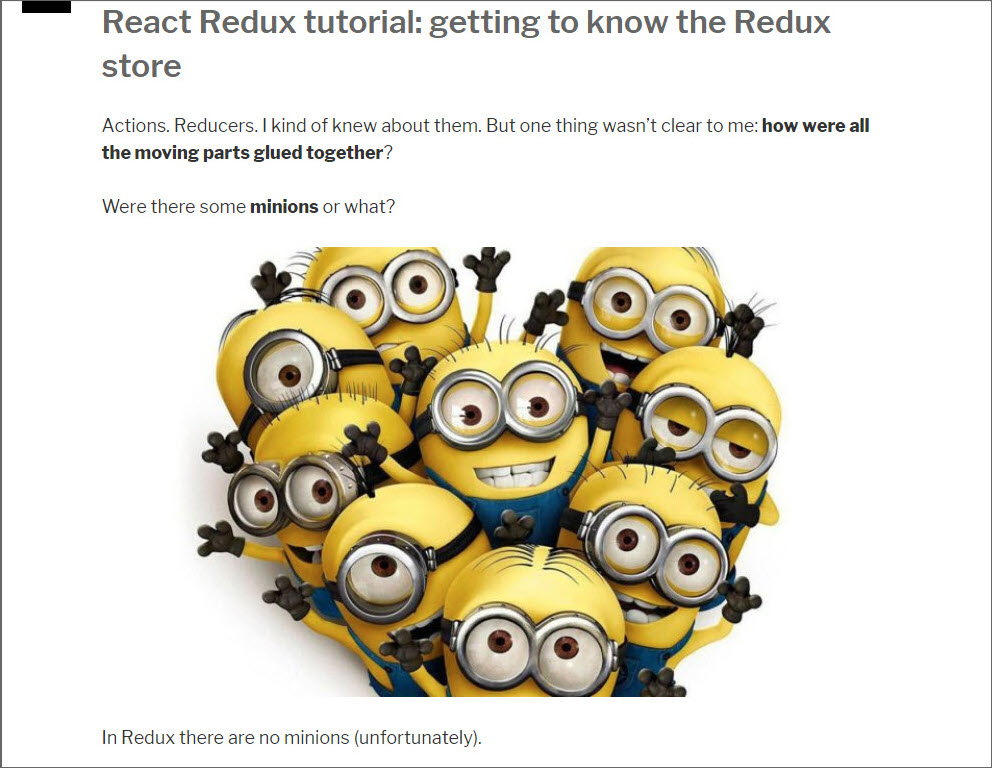 React Redux tutorial: getting to know the Redux
store
Actions. Reducers. I kind of knew about them. But one thing wasn’t clear to me: how were all
the moving parts glued together?
Were there some minions or what?
In Redux there are no minions (unfortunately).